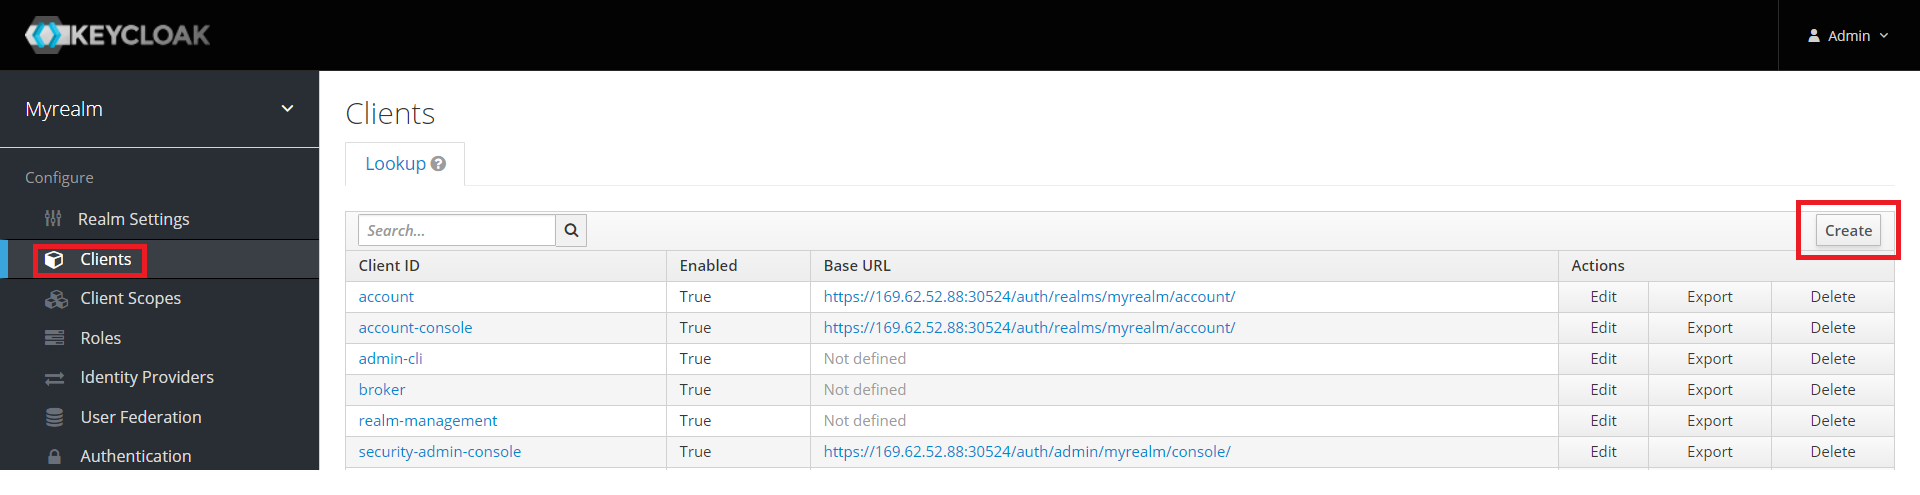 KEYCLOAK
Admin
Myrealm
Configure
Realm Settings
Clients
Client Scopes
Roles
Identity Providers
User Federation
Authentication
Clients
Lookup
Search...
Create
Client ID Enabled Base URL Actions
account True https://169.62.52.88:30524/auth/realms/myrealm/account/ Edit Export Delete
account-console True https://169.62.52.88:30524/auth/realms/myrealm/account/ Edit Export Delete
admin-cli True Not defined Edit Export Delete
broker True Not defined Edit Export Delete
realm-management True Not defined Edit Export Delete
security-admin-console True https://169.62.52.88:30524/auth/admin/myrealm/console/ Edit Export Delete